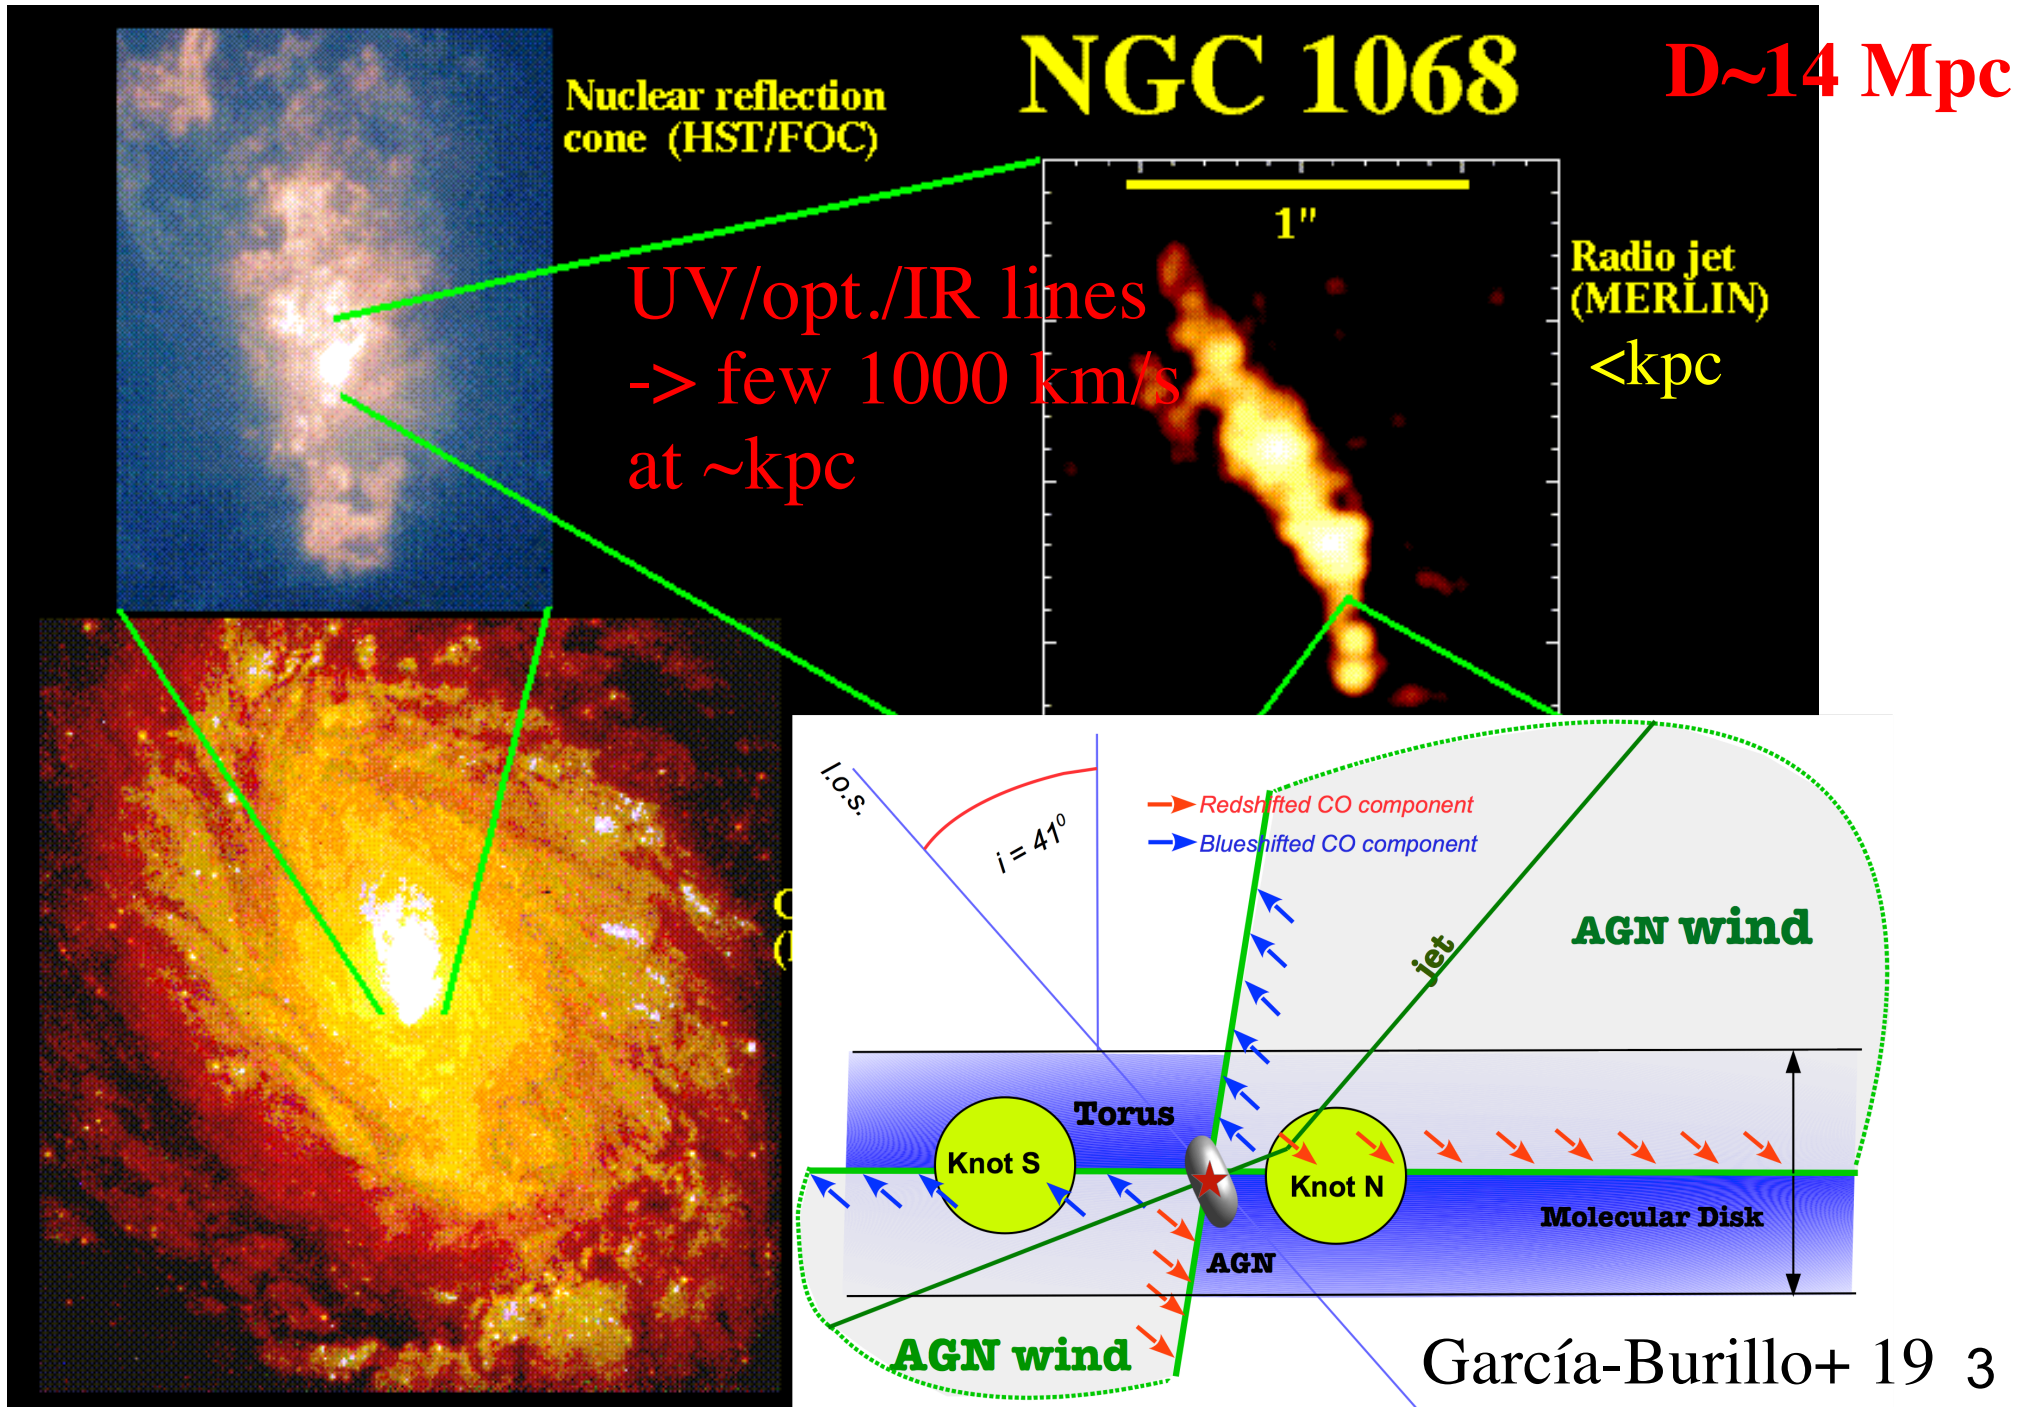 NGC 1068
D~14 Mpc
Nuclear reflection
cone (HST/FOC)
1"
Radio jet
(MERLIN)
<kpc
UV/opt./IR lines
-> few 1000 km/s
at ~kpc
l.o.s.
i = 41⁰
Redshifted CO component
Blueshifted CO component
AGN wind
jet
Torus
Knot S
Knot N
Molecular Disk
AGN
AGN wind
García-Burillo+ 19
3